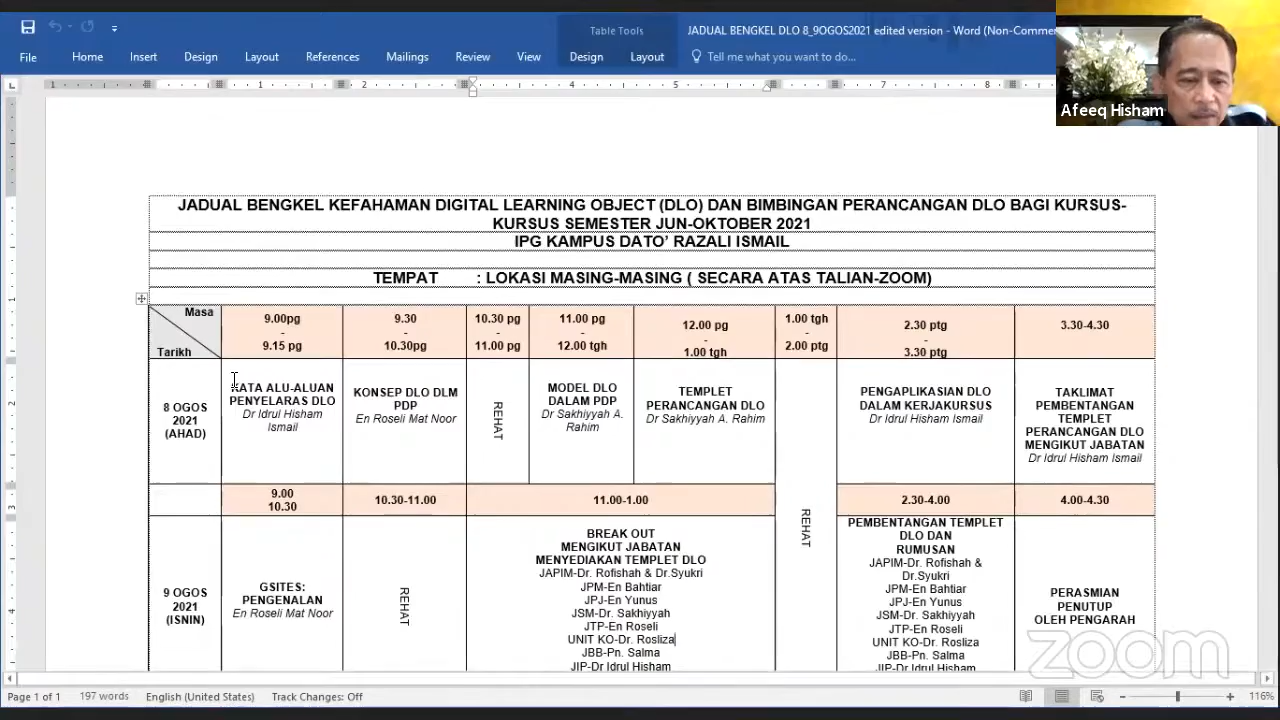 Table Tools
JADUAL BENGKEL DLO 8_9OGOS2021 edited version - Word (Non-Comme
File Home Insert Design Layout References Mailings Review View Design Layout Tell me what you want to do...
Afeeq Hisham
JADUAL BENGKEL KEFAHAMAN DIGITAL LEARNING OBJECT (DLO) DAN BIMBINGAN PERANCANGAN DLO BAGI KURSUS-
KURSUS SEMESTER JUN-OKTOBER 2021
IPG KAMPUS DATO’ RAZALI ISMAIL
TEMPAT : LOKASI MASING-MASING ( SECARA ATAS TALIAN-ZOOM)
Masa
Tarikh
9.00pg
-
9.15 pg
9.30
-
10.30pg
10.30 pg
-
11.00 pg
11.00 pg
-
12.00 tgh
12.00 pg
-
1.00 tgh
1.00 tgh
-
2.00 ptg
2.30 ptg
-
3.30 ptg
3.30-4.30
8 OGOS
2021
(AHAD)
KATA ALU-ALUAN
PENYELARAS DLO
Dr Idrul Hisham
Ismail
KONSEP DLO DLM
PDP
En Roseli Mat Noor
REHAT
MODEL DLO
DALAM PDP
Dr Sakhiyyah A.
Rahim
TEMPLET
PERANCANGAN DLO
Dr Sakhiyyah A. Rahim
REHAT
PENGAPLIKASIAN DLO
DALAM KERJAKURSUS
Dr Idrul Hisham Ismail
TAKLIMAT
PEMBENTANGAN
TEMPLET
PERANCANGAN DLO
MENGIKUT JABATAN
Dr Idrul Hisham Ismail
9.00
10.30
10.30-11.00
11.00-1.00
2.30-4.00
4.00-4.30
9 OGOS
2021
(ISNIN)
GSITES:
PENGENALAN
En Roseli Mat Noor
REHAT
BREAK OUT
MENGIKUT JABATAN
MENYEDIAKAN TEMPLET DLO
JAPIM-Dr. Rofishah & Dr.Syukri
JPM-En Bahtiar
JPJ-En Yunus
JSM-Dr. Sakhiyyah
JTP-En Roseli
UNIT KO-Dr. Rosliza
JBB-Pn. Salma
JIP-Dr Idrul Hisham
PEMBENTANGAN TEMPLET
DLO DAN
RUMUSAN
JAPIM-Dr. Rofishah &
Dr.Syukri
JPM-En Bahtiar
JPJ-En Yunus
JSM-Dr. Sakhiyyah
JTP-En Roseli
UNIT KO-Dr. Rosliza
JBB-Pn. Salma
JIP-Dr Idrul Hisham
PERASMIAN
PENUTUP
OLEH PENGARAH
zoom
Page 1 of 1 197 words English (United States) Track Changes: Off 116%